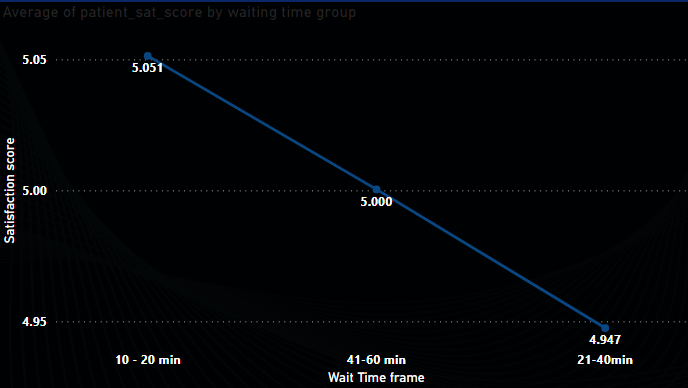 Average of patient_sat_score by waiting time group
5.05
5.051
5.00
5.000
4.95
4.947
Satisfaction score
10 - 20 min
41-60 min
21-40min
Wait Time frame